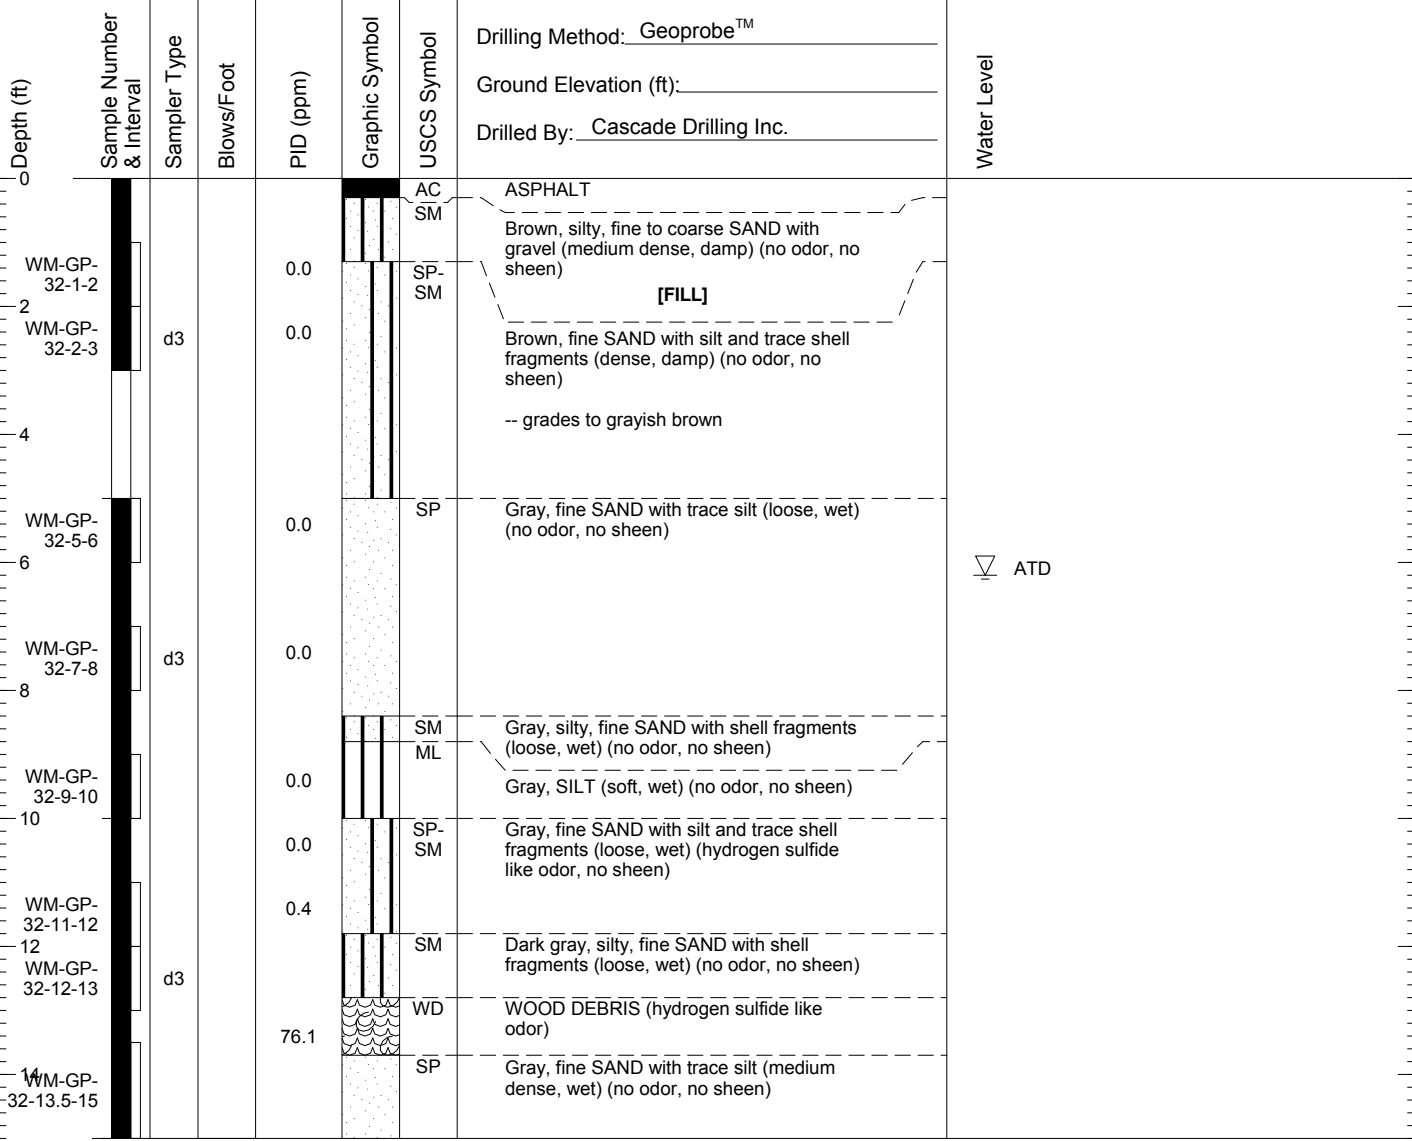 Depth (ft)
Sample Number
& Interval
Sampler Type
Blows/Foot
PID (ppm)
Graphic Symbol
USCS Symbol
Drilling Method: Geoprobe™
Ground Elevation (ft):
Drilled By: Cascade Drilling Inc.
Water Level
0
AC
ASPHALT
SM
Brown, silty, fine to coarse SAND with
gravel (medium dense, damp) (no odor, no
sheen)
WM-GP-
32-1-2
0.0
SP-
SM
[FILL]
2
WM-GP-
32-2-3
d3
0.0
Brown, fine SAND with silt and trace shell
fragments (dense, damp) (no odor, no
sheen)
-- grades to grayish brown
4
SP
Gray, fine SAND with trace silt (loose, wet)
(no odor, no sheen)
WM-GP-
32-5-6
0.0
6
ATD
WM-GP-
32-7-8
d3
0.0
8
SM
Gray, silty, fine SAND with shell fragments
(loose, wet) (no odor, no sheen)
ML
Gray, SILT (soft, wet) (no odor, no sheen)
WM-GP-
32-9-10
0.0
10
SP-
SM
Gray, fine SAND with silt and trace shell
fragments (loose, wet) (hydrogen sulfide
like odor, no sheen)
0.0
WM-GP-
32-11-12
0.4
12
SM
Dark gray, silty, fine SAND with shell
fragments (loose, wet) (no odor, no sheen)
WM-GP-
32-12-13
d3
WD
WOOD DEBRIS (hydrogen sulfide like
odor)
76.1
SP
Gray, fine SAND with trace silt (medium
dense, wet) (no odor, no sheen)
14
WM-GP-
32-13.5-15